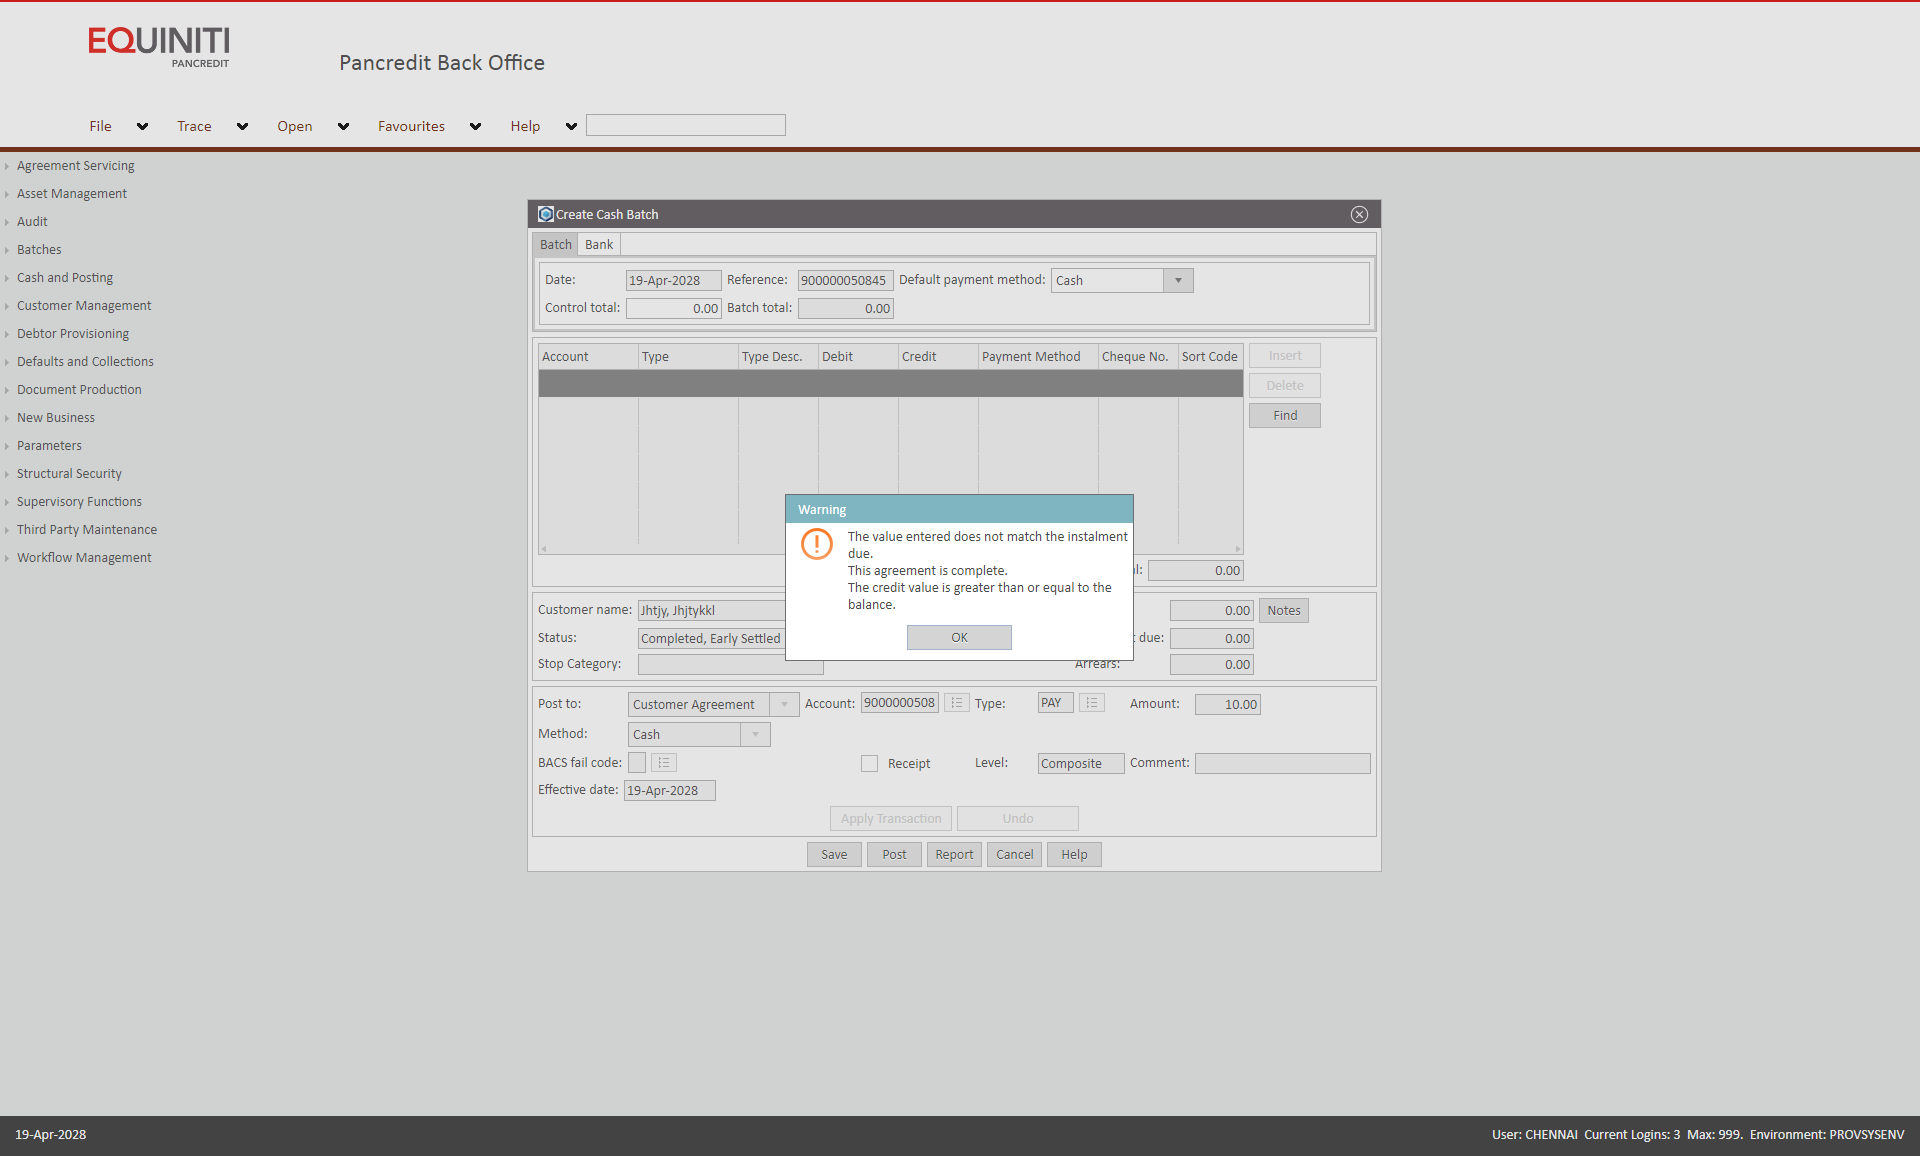 EQUINITI
PANCREDIT
Pancredit Back Office
File Trace Open Favourites Help
Agreement Servicing
Asset Management
Audit
Batches
Cash and Posting
Customer Management
Debtor Provisioning
Defaults and Collections
Document Production
New Business
Parameters
Structural Security
Supervisory Functions
Third Party Maintenance
Workflow Management
Create Cash Batch
Batch Bank
Date: 19-Apr-2028 Reference: 900000050845 Default payment method: Cash
Control total: 0.00 Batch total: 0.00
Account Type Type Desc. Debit Credit Payment Method Cheque No. Sort Code
Insert
Delete
Find
0.00
Warning
The value entered does not match the instalment
due.
This agreement is complete.
The credit value is greater than or equal to the
balance.
OK
Customer name: Jhtjy, Jhjtykkl 0.00 Notes
Status: Completed, Early Settled due: 0.00
Stop Category: Arrears: 0.00
Post to: Customer Agreement Account: 9000000508 Type: PAY Amount: 10.00
Method: Cash
BACS fail code: Receipt Level: Composite Comment:
Effective date: 19-Apr-2028
Apply Transaction Undo
Save Post Report Cancel Help
19-Apr-2028 User: CHENNAI Current Logins: 3 Max: 999. Environment: PROVSYSENV